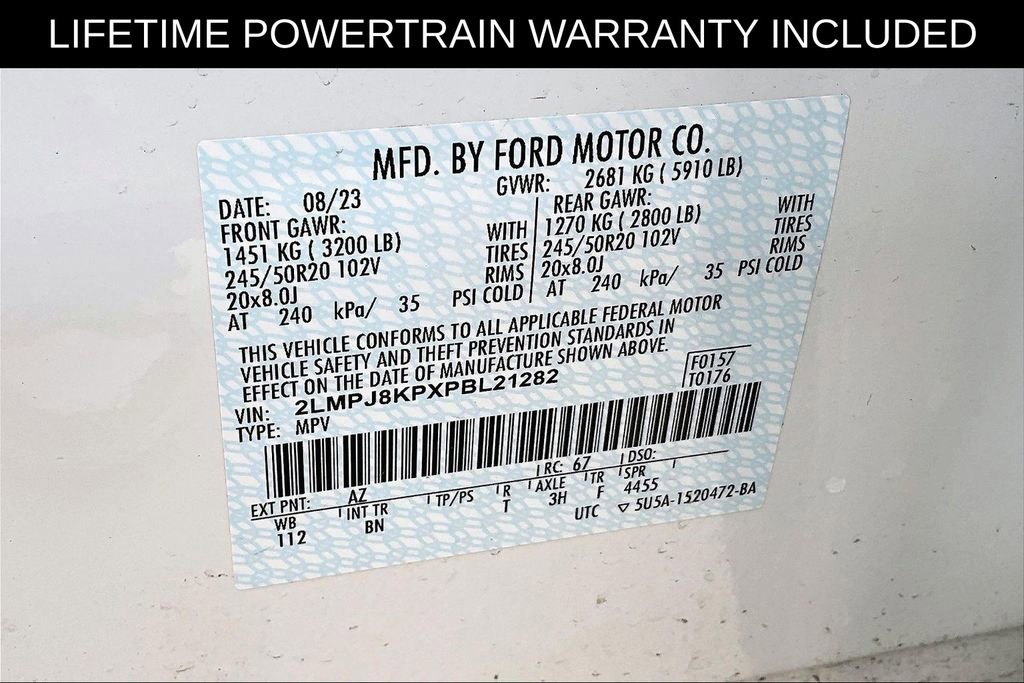 LIFETIME POWERTRAIN WARRANTY INCLUDED
MFD. BY FORD MOTOR CO.
DATE: 08/23 GVWR: 2681 KG ( 5910 LB)
FRONT GAWR: REAR GAWR:
1451 KG ( 3200 LB) WITH 1270 KG ( 2800 LB) WITH
245/50R20 102V TIRES 245/50R20 102V TIRES
20x8.0J RIMS 20x8.0J RIMS
AT 240 kPa/ 35 PSI COLD AT 240 kPa/ 35 PSI COLD
THIS VEHICLE CONFORMS TO ALL APPLICABLE FEDERAL MOTOR
VEHICLE SAFETY AND THEFT PREVENTION STANDARDS IN
EFFECT ON THE DATE OF MANUFACTURE SHOWN ABOVE.
VIN: 2LMPJ8KPXPBL21282 F0157
TYPE: MPV T0176
EXT PNT: AZ RC: 67 DSO:
WB INT TR TP/PS R AXLE TR SPR
112 BN T 3H F 4455
UTC ▽ 5U5A-1520472-BA